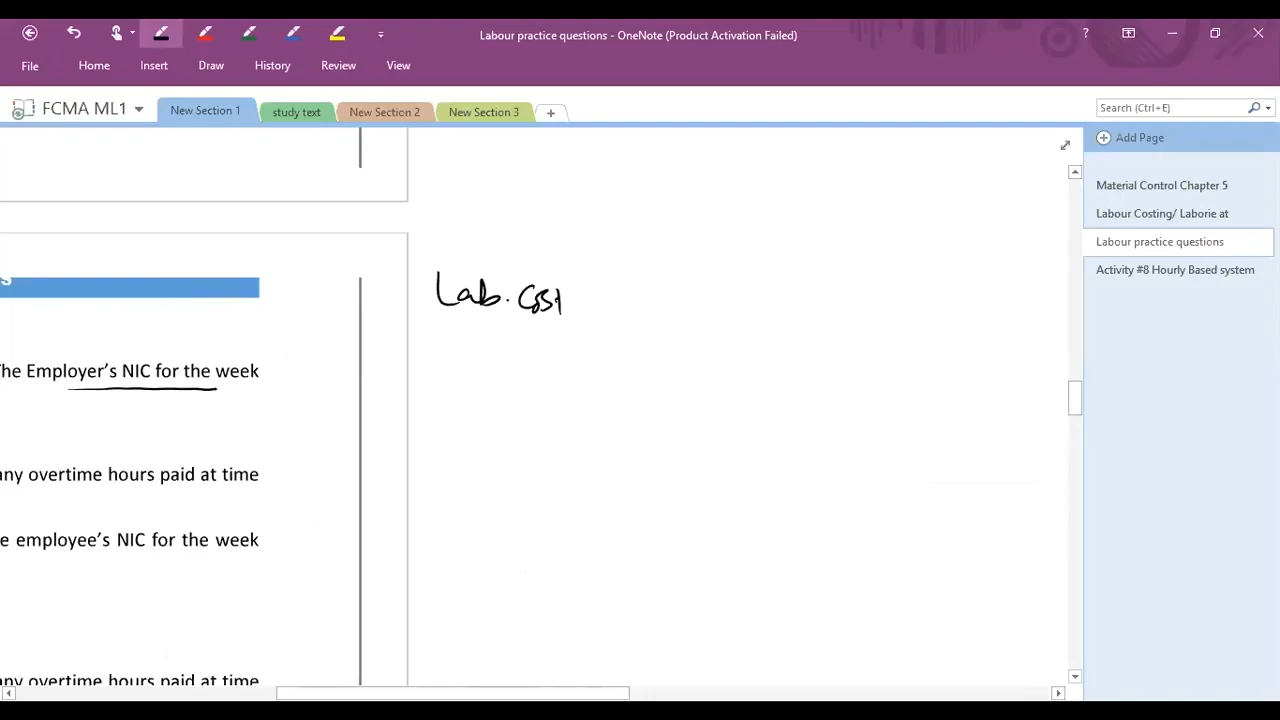 Labour practice questions - OneNote (Product Activation Failed)
?
File Home Insert Draw History Review View
FCMA ML1 New Section 1 study text New Section 2 New Section 3 +
Search (Ctrl+E)
Add Page
Material Control Chapter 5
Labour Costing/ Laborie at
Labour practice questions
Activity #8 Hourly Based system
s
Lab. Cost
The Employer's NIC for the week
any overtime hours paid at time
e employee's NIC for the week
any overtime hours paid at time